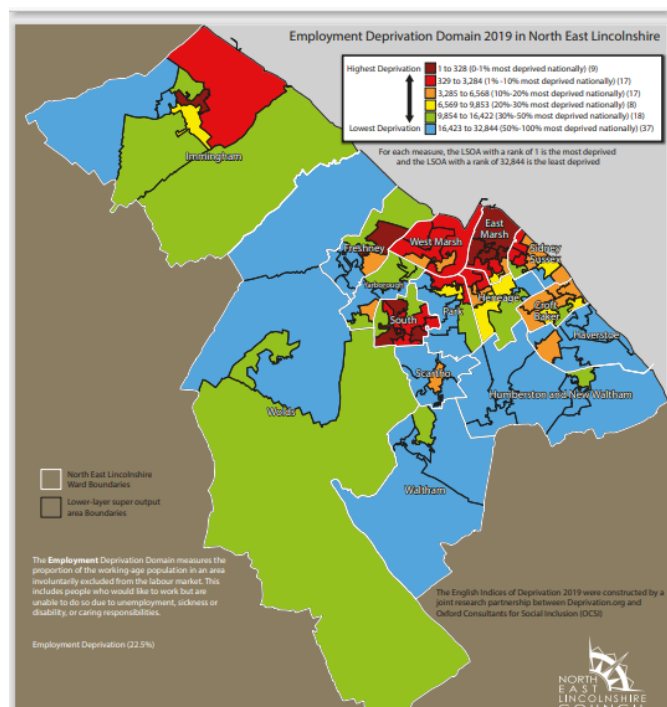 Employment Deprivation Domain 2019 in North East Lincolnshire
Highest Deprivation
Lowest Deprivation
1 to 328 (0-1% most deprived nationally) (9)
329 to 3,284 (1% -10% most deprived nationally) (17)
3,285 to 6,568 (10%-20% most deprived nationally) (17)
6,569 to 9,853 (20%-30% most deprived nationally) (8)
9,854 to 16,422 (30%-50% most deprived nationally) (18)
16,423 to 32,844 (50%-100% most deprived nationally) (37)
For each measure, the LSOA with a rank of 1 is the most deprived
and the LSOA with a rank of 32,844 is the least deprived
Immingham
East
Marsh
West Marsh
Freshney
Sidney
Sussex
Yarborough
Heneage
Park
South
Croft
Baker
Haverstoe
Scartho
Humberston and New Waltham
Wolds
Waltham
North East Lincolnshire
Ward Boundaries
Lower-layer super output
area Boundaries
The Employment Deprivation Domain measures the
proportion of the working-age population in an area
involuntarily excluded from the labour market. This
includes people who would like to work but are
unable to do so due to unemployment, sickness or
disability, or caring responsibilities.
Employment Deprivation (22.5%)
The English Indices of Deprivation 2019 were constructed by a
joint research partnership between Deprivation.org and
Oxford Consultants for Social Inclusion (OCSI)
NORTH
EAST
LINCOLNSHIRE
COUNCIL